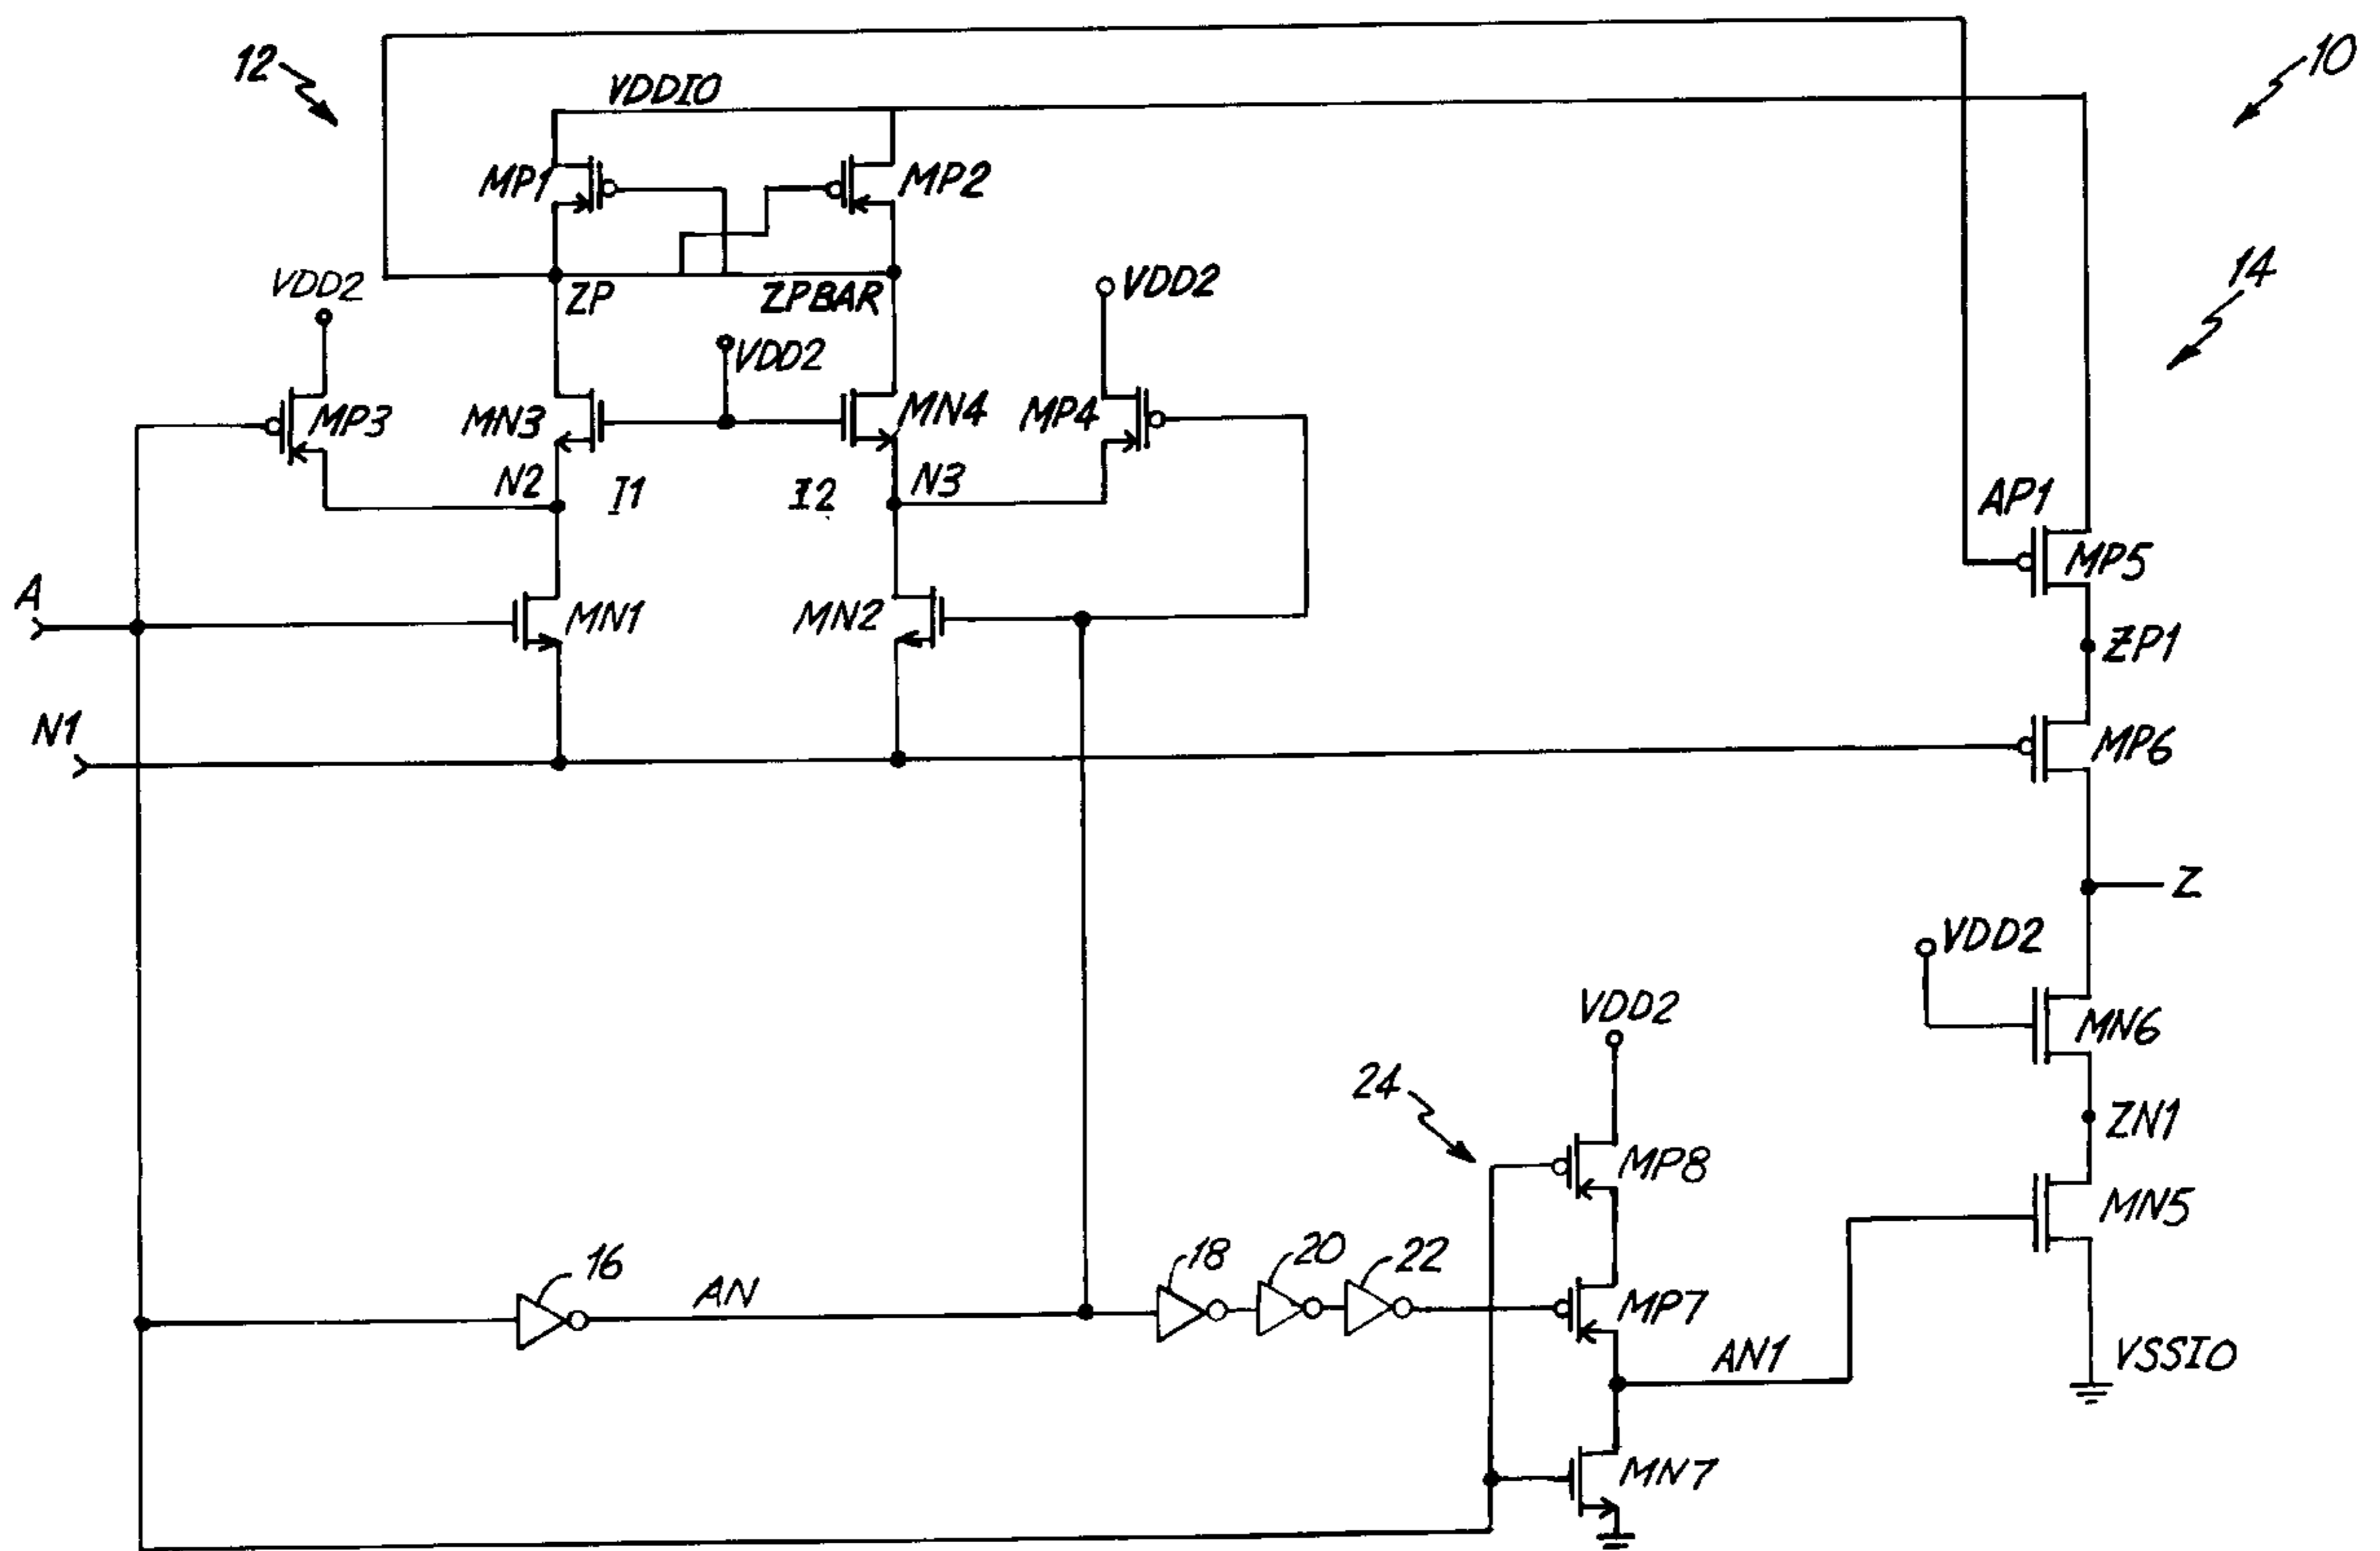 12
10
VDDIO
MP1
MP2
14
VDD2
ZP
ZPBAR
VDD2
VDD2
MP3
MN3
MN4
MP4
N2
I1
I2
N3
AP1
MP5
A
MN1
MN2
ZP1
N1
MP6
Z
VDD2
VDD2
MN6
24
ZN1
MP8
MN5
16
18
20
22
AN
MP7
AN1
VSSIO
MN7